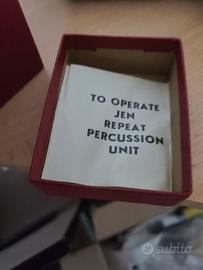 TO OPERATE
JEN
REPEAT
PERCUSSION
UNIT
subito